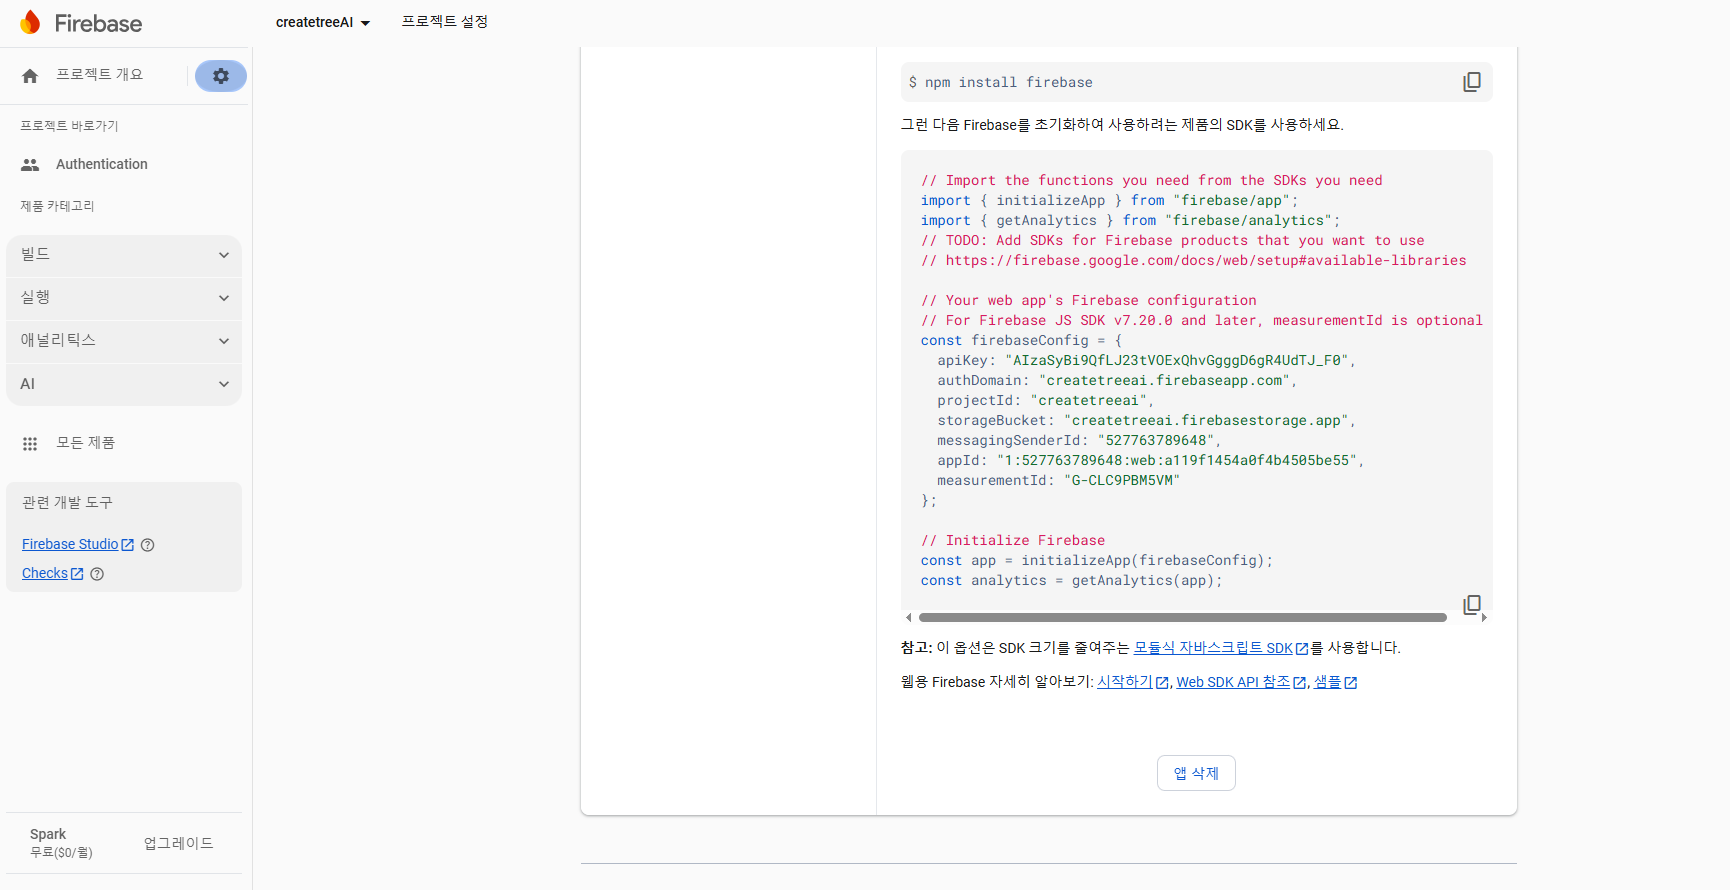 Firebase
createtreeAI
프로젝트 설정
프로젝트 개요
프로젝트 바로가기
Authentication
제품 카테고리
빌드
실행
애널리틱스
AI
모든 제품
관련 개발 도구
Firebase Studio
Checks
Spark
무료($0/월)
업그레이드
$ npm install firebase
그런 다음 Firebase를 초기화하여 사용하려는 제품의 SDK를 사용하세요.
// Import the functions you need from the SDKs you need
import { initializeApp } from "firebase/app";
import { getAnalytics } from "firebase/analytics";
// TODO: Add SDKs for Firebase products that you want to use
// https://firebase.google.com/docs/web/setup#available-libraries
// Your web app's Firebase configuration
// For Firebase JS SDK v7.20.0 and later, measurementId is optional
const firebaseConfig = {
  apiKey: "AIzaSyBi9QfLJ23tVOExQhvGgggD6gR4UdTJ_F0",
  authDomain: "createtreeai.firebaseapp.com",
  projectId: "createtreeai",
  storageBucket: "createtreeai.firebasestorage.app",
  messagingSenderId: "527763789648",
  appId: "1:527763789648:web:a119f1454a0f4b4505be55",
  measurementId: "G-CLC9PBM5VM"
};
// Initialize Firebase
const app = initializeApp(firebaseConfig);
const analytics = getAnalytics(app);
참고: 이 옵션은 SDK 크기를 줄여주는 모듈식 자바스크립트 SDK를 사용합니다.
웹용 Firebase 자세히 알아보기: 시작하기, Web SDK API 참조, 샘플
앱 삭제